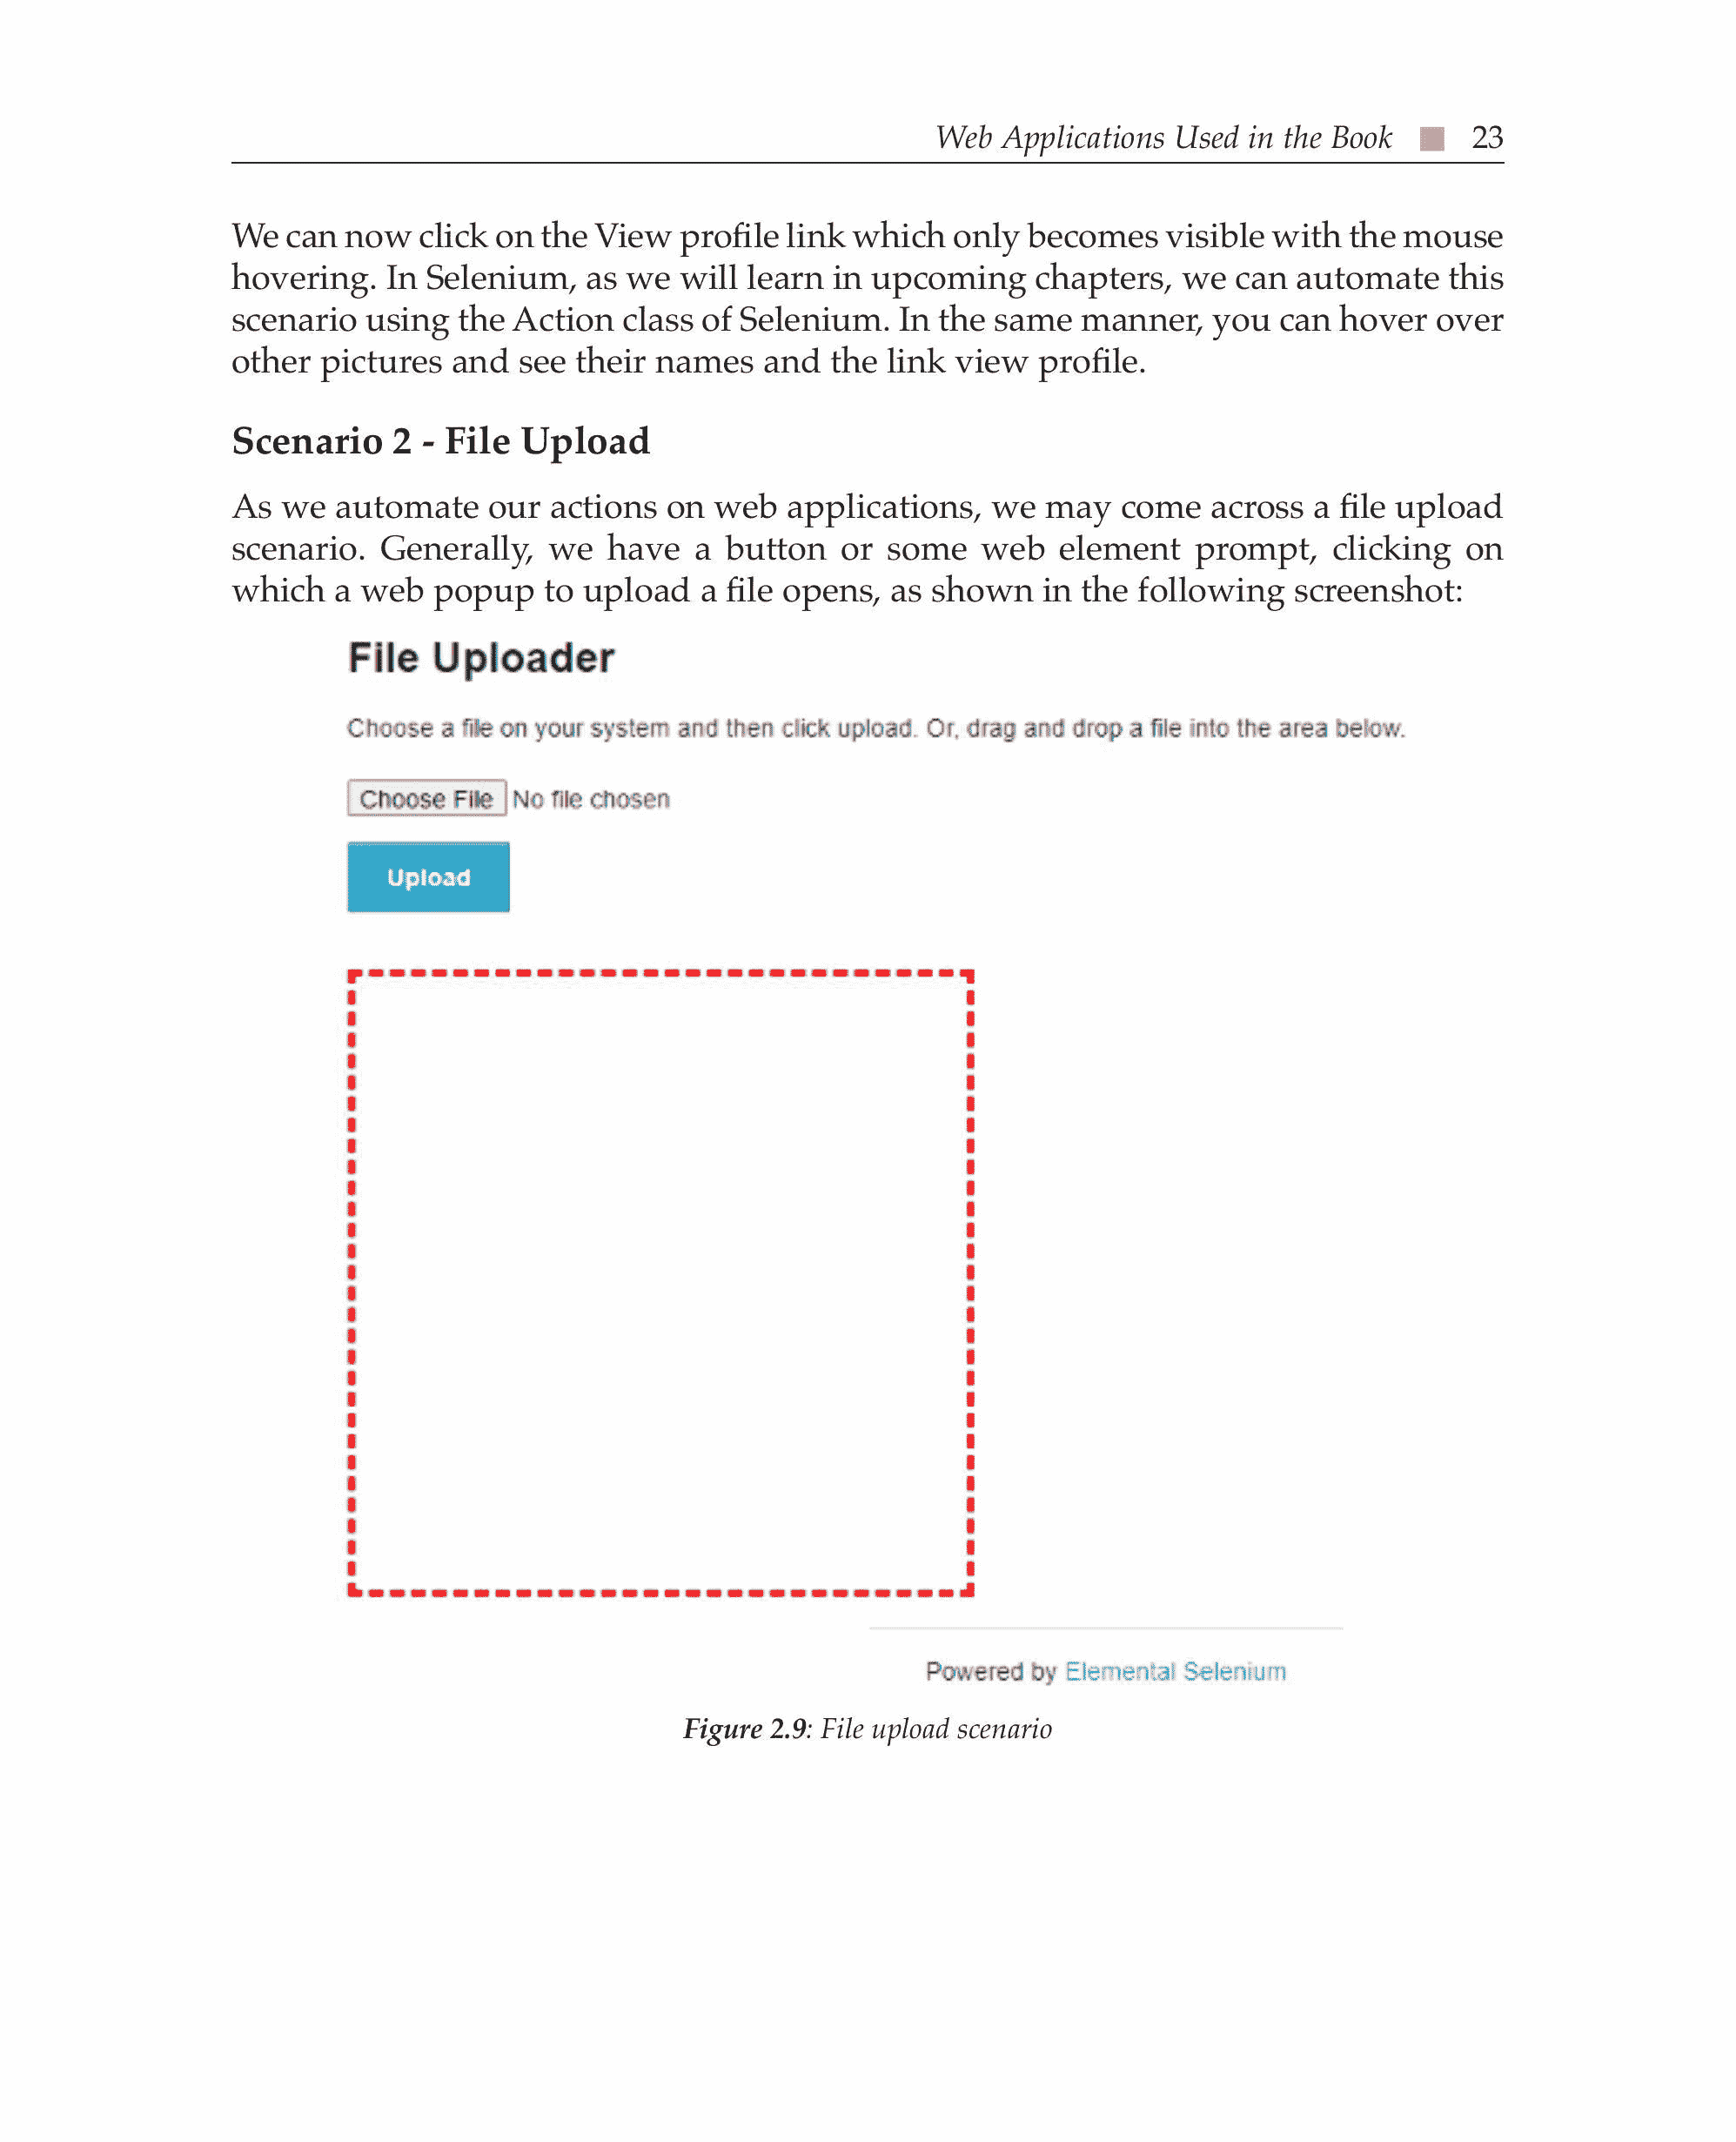 Web Applications Used in the Book 23
We can now click on the View profile link which only becomes visible with the mouse
hovering. In Selenium, as we will learn in upcoming chapters, we can automate this
scenario using the Action class of Selenium. In the same manner, you can hover over
other pictures and see their names and the link view profile.
Scenario 2 - File Upload
As we automate our actions on web applications, we may come across a file upload
scenario. Generally, we have a button or some web element prompt, clicking on
which a web popup to upload a file opens, as shown in the following screenshot:
File Uploader
Choose a file on your system and then click upload. Or, drag and drop a file into the area below.
Choose File No file chosen
Upload
Powered by Elemental Selenium
Figure 2.9: File upload scenario